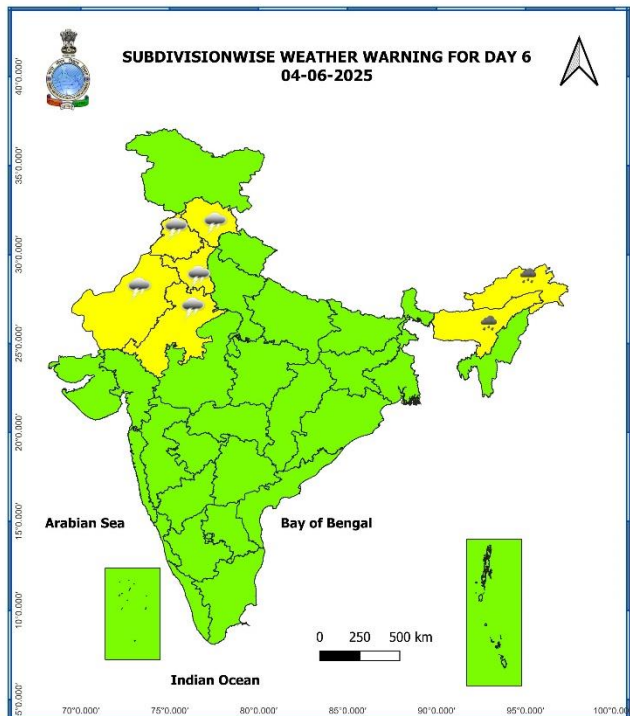 SUBDIVISIONWISE WEATHER WARNING FOR DAY 6
04-06-2025
40°0.000'
35°0.000'
30°0.000'
25°0.000'
20°0.000'
15°0.000'
10°0.000'
5°0.000'
Arabian Sea
Bay of Bengal
0 250 500 km
Indian Ocean
70°0.000' 75°0.000' 80°0.000' 85°0.000' 90°0.000' 95°0.000' 100°0.00